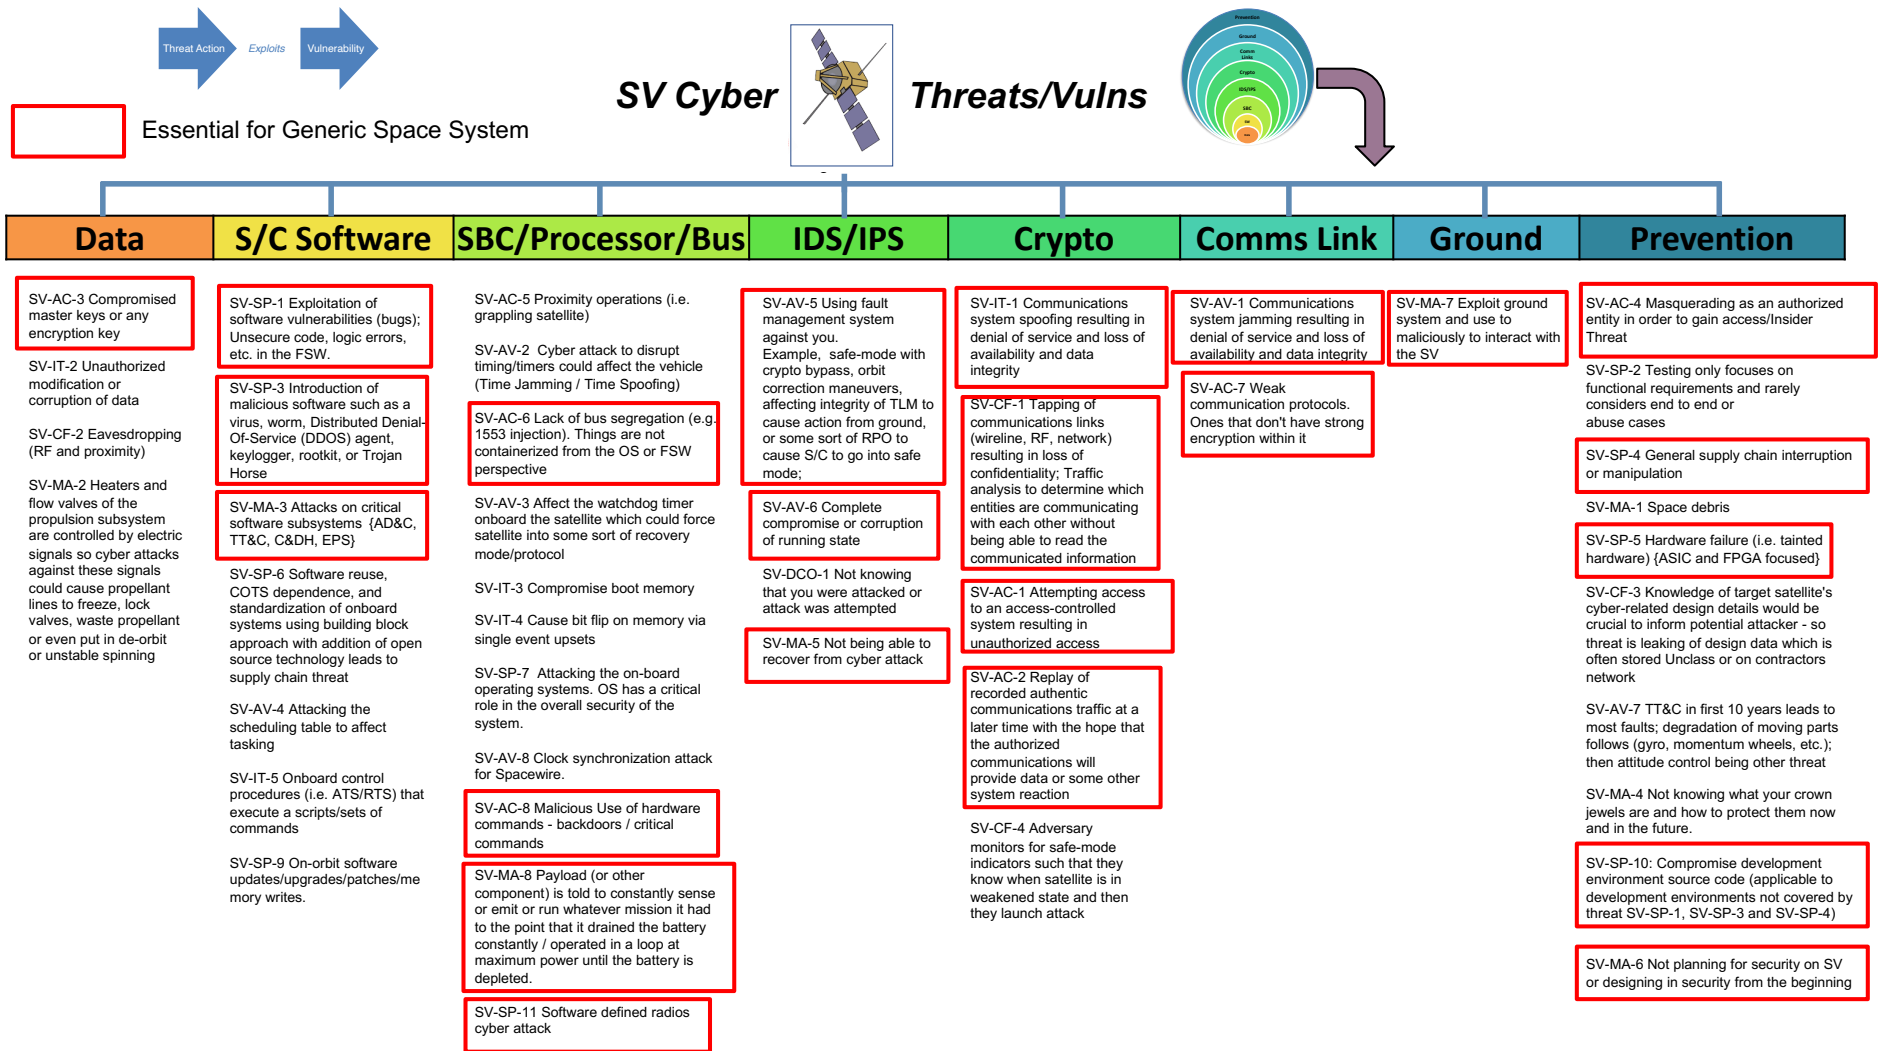 Threat Action
Exploits
Vulnerability
Essential for Generic Space System
SV Cyber
Threats/Vulns
Prevention
Ground
Comm
Links
Crypto
IDS/IPS
SBC
Data
S/C Software
SBC/Processor/Bus
IDS/IPS
Crypto
Comms Link
Ground
Prevention
SV-AC-3 Compromised
master keys or any
encryption key
SV-IT-2 Unauthorized
modification or
corruption of data
SV-CF-2 Eavesdropping
(RF and proximity)
SV-MA-2 Heaters and
flow valves of the
propulsion subsystem
are controlled by electric
signals so cyber attacks
against these signals
could cause propellant
lines to freeze, lock
valves, waste propellant
or even put in de-orbit
or unstable spinning
SV-SP-1 Exploitation of
software vulnerabilities (bugs);
Unsecure code, logic errors,
etc. in the FSW.
SV-SP-3 Introduction of
malicious software such as a
virus, worm, Distributed Denial-
Of-Service (DDOS) agent,
keylogger, rootkit, or Trojan
Horse
SV-MA-3 Attacks on critical
software subsystems {AD&C,
TT&C, C&DH, EPS}
SV-SP-6 Software reuse,
COTS dependence, and
standardization of onboard
systems using building block
approach with addition of open
source technology leads to
supply chain threat
SV-AV-4 Attacking the
scheduling table to affect
tasking
SV-IT-5 Onboard control
procedures (i.e. ATS/RTS) that
execute a scripts/sets of
commands
SV-SP-9 On-orbit software
updates/upgrades/patches/me
mory writes.
SV-AC-5 Proximity operations (i.e.
grappling satellite)
SV-AV-2 Cyber attack to disrupt
timing/timers could affect the vehicle
(Time Jamming / Time Spoofing)
SV-AC-6 Lack of bus segregation (e.g.
1553 injection). Things are not
containerized from the OS or FSW
perspective
SV-AV-3 Affect the watchdog timer
onboard the satellite which could force
satellite into some sort of recovery
mode/protocol
SV-IT-3 Compromise boot memory
SV-IT-4 Cause bit flip on memory via
single event upsets
SV-SP-7 Attacking the on-board
operating systems. OS has a critical
role in the overall security of the
system.
SV-AV-8 Clock synchronization attack
for Spacewire.
SV-AC-8 Malicious Use of hardware
commands - backdoors / critical
commands
SV-MA-8 Payload (or other
component) is told to constantly sense
or emit or run whatever mission it had
to the point that it drained the battery
constantly / operated in a loop at
maximum power until the battery is
depleted.
SV-SP-11 Software defined radios
cyber attack
SV-AV-5 Using fault
management system
against you.
Example, safe-mode with
crypto bypass, orbit
correction maneuvers,
affecting integrity of TLM to
cause action from ground,
or some sort of RPO to
cause S/C to go into safe
mode;
SV-AV-6 Complete
compromise or corruption
of running state
SV-DCO-1 Not knowing
that you were attacked or
attack was attempted
SV-MA-5 Not being able to
recover from cyber attack
SV-IT-1 Communications
system spoofing resulting in
denial of service and loss of
availability and data
integrity
SV-CF-1 Tapping of
communications links
(wireline, RF, network)
resulting in loss of
confidentiality; Traffic
analysis to determine which
entities are communicating
with each other without
being able to read the
communicated information
SV-AC-1 Attempting access
to an access-controlled
system resulting in
unauthorized access
SV-AC-2 Replay of
recorded authentic
communications traffic at a
later time with the hope that
the authorized
communications will
provide data or some other
system reaction
SV-CF-4 Adversary
monitors for safe-mode
indicators such that they
know when satellite is in
weakened state and then
they launch attack
SV-AV-1 Communications
system jamming resulting in
denial of service and loss of
availability and data integrity
SV-AC-7 Weak
communication protocols.
Ones that don't have strong
encryption within it
SV-MA-7 Exploit ground
system and use to
maliciously to interact with
the SV
SV-AC-4 Masquerading as an authorized
entity in order to gain access/Insider
Threat
SV-SP-2 Testing only focuses on
functional requirements and rarely
considers end to end or
abuse cases
SV-SP-4 General supply chain interruption
or manipulation
SV-MA-1 Space debris
SV-SP-5 Hardware failure (i.e. tainted
hardware) {ASIC and FPGA focused}
SV-CF-3 Knowledge of target satellite's
cyber-related design details would be
crucial to inform potential attacker - so
threat is leaking of design data which is
often stored Unclass or on contractors
network
SV-AV-7 TT&C in first 10 years leads to
most faults; degradation of moving parts
follows (gyro, momentum wheels, etc.);
then attitude control being other threat
SV-MA-4 Not knowing what your crown
jewels are and how to protect them now
and in the future.
SV-SP-10: Compromise development
environment source code (applicable to
development environments not covered by
threat SV-SP-1, SV-SP-3 and SV-SP-4)
SV-MA-6 Not planning for security on SV
or designing in security from the beginning